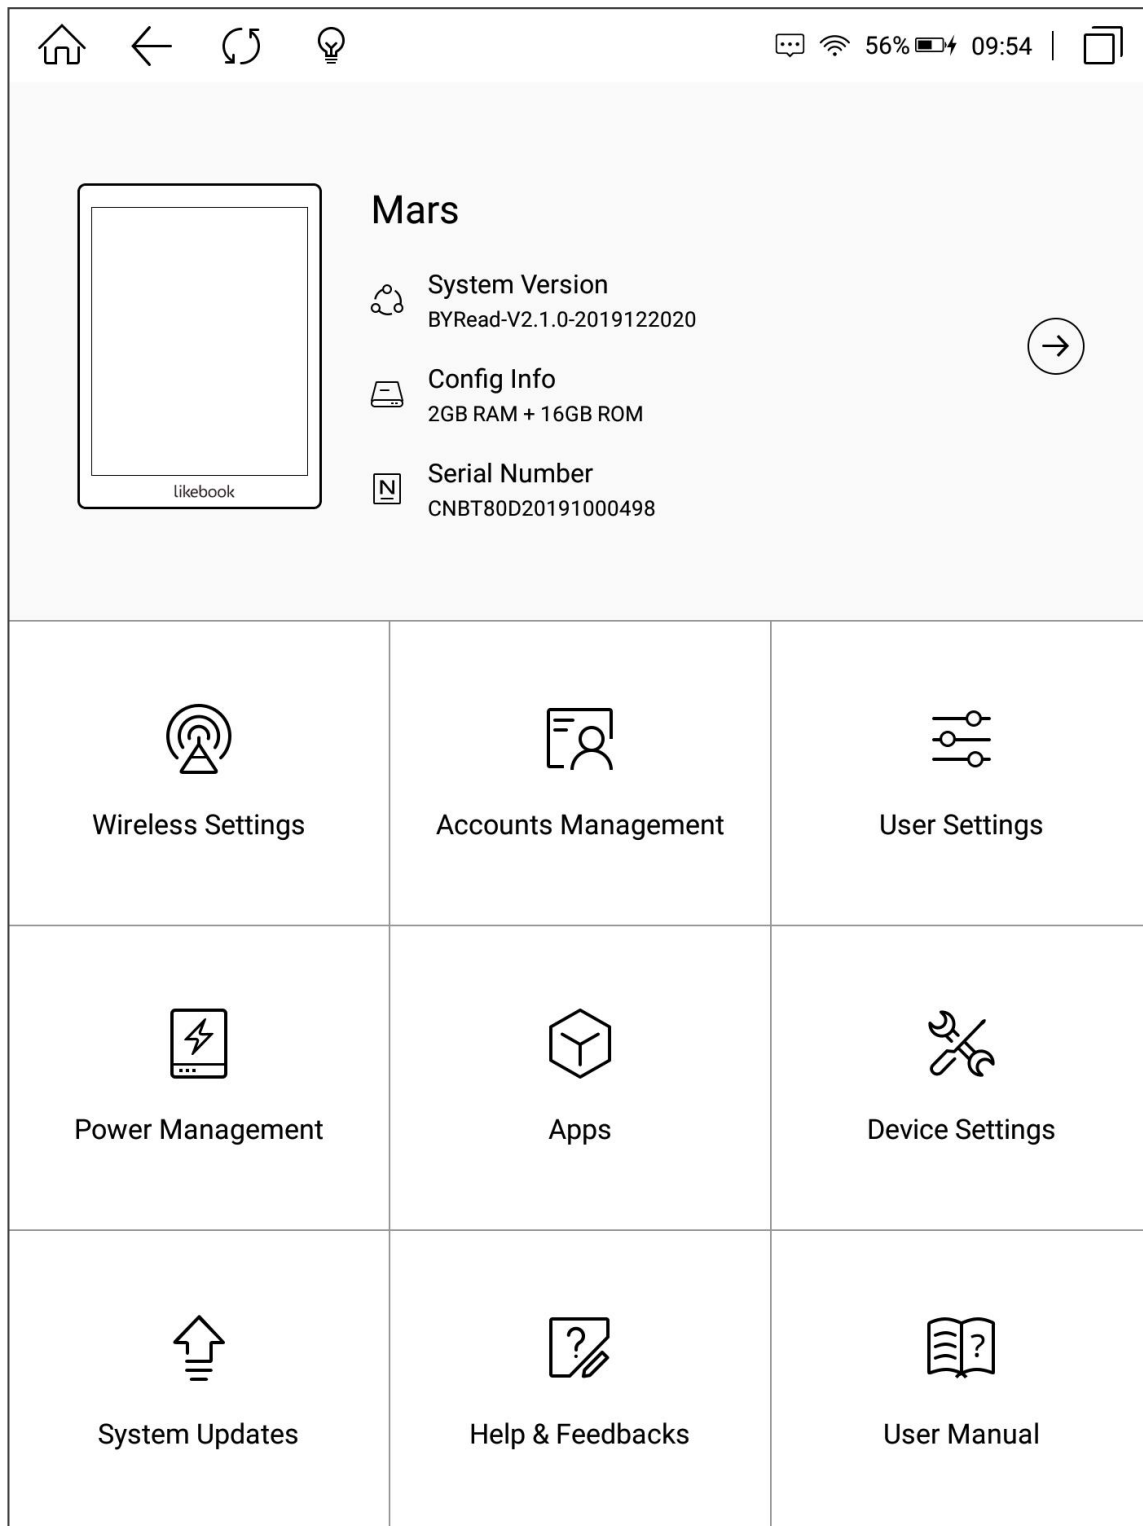 56% 09:54
Mars
System Version
BYRead-V2.1.0-2019122020
Config Info
2GB RAM + 16GB ROM
Serial Number
CNBT80D20191000498
likebook
Wireless Settings
Accounts Management
User Settings
Power Management
Apps
Device Settings
System Updates
Help & Feedbacks
User Manual